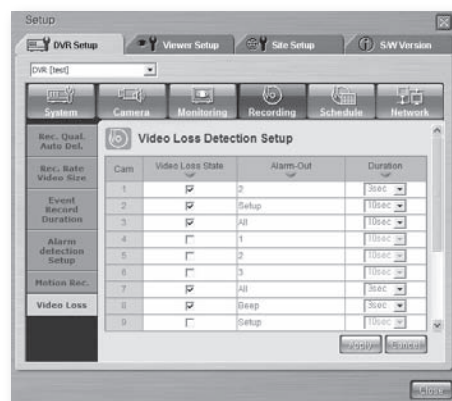 Setup
DVR Setup Viewer Setup Site Setup S/W Version
DVR [test]
System Camera Monitoring Recording Schedule Network
Rec. Qual.
Auto Del.
Rec. Rate
Video Size
Event
Record
Duration
Alarm
detection
Setup
Motion Rec.
Video Loss
Video Loss Detection Setup
Cam Video Loss State Alarm-Out Duration
1 2 3sec
2 Setup 10sec
3 All 10sec
4 1 10sec
5 2 10sec
6 3 10sec
7 All 3sec
8 Beep 3sec
9 Setup 10sec
Apply Cancel
Close